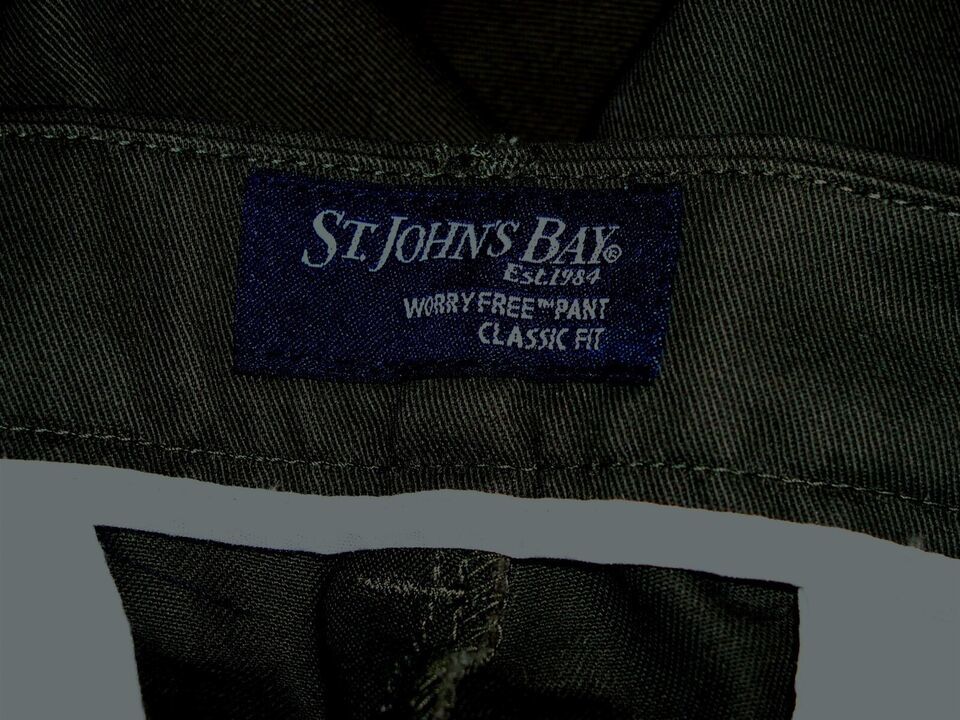 ST. JOHN'S BAY®
Est.1984
WORRY FREE™ PANT
CLASSIC FIT